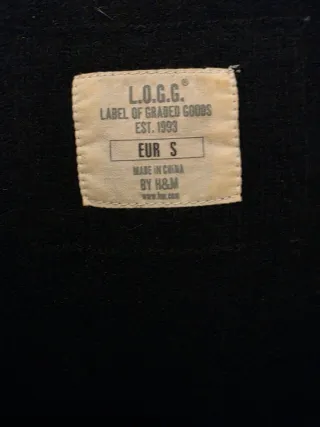 L.O.G.G.®
LABEL OF GRADED GOODS
EST. 1993
EUR S
MADE IN CHINA
BY H&M
www.hm.com